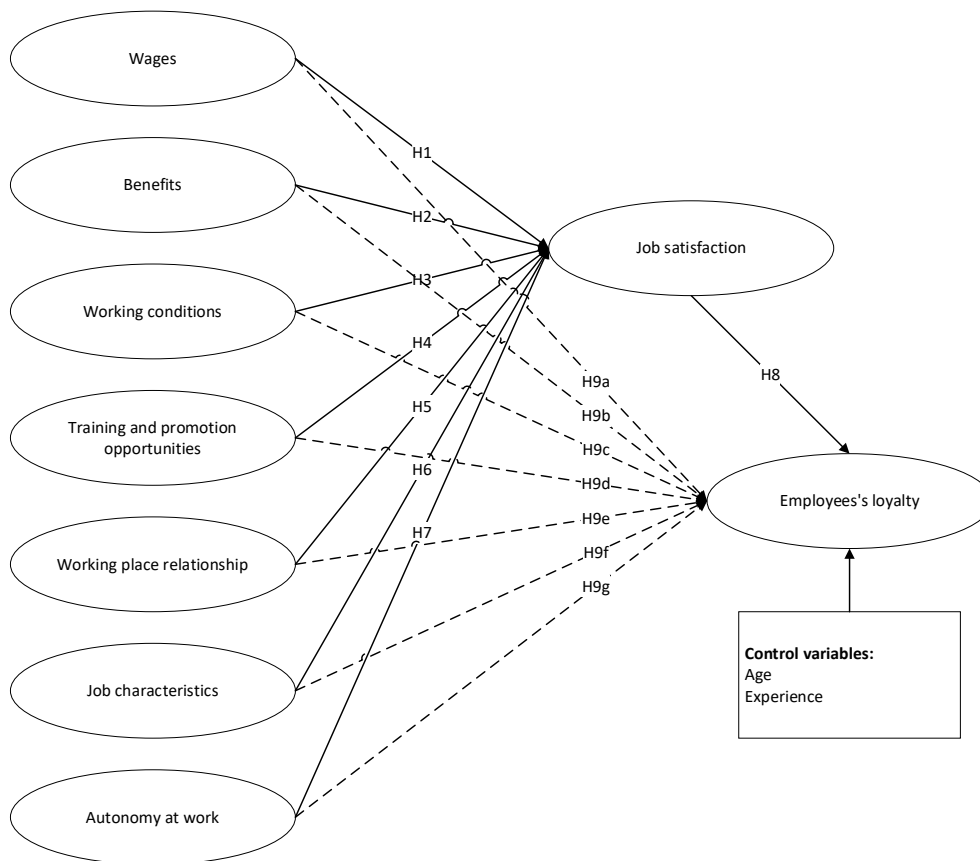 Wages
H1
Benefits
H2
Job satisfaction
Working conditions
H3
H4
H8
H9a
H5
H9b
Training and promotion
opportunities
H9c
H6
H9d
Employees's loyalty
H9e
H7
Working place relationship
H9f
H9g
Control variables:
Age
Experience
Job characteristics
Autonomy at work